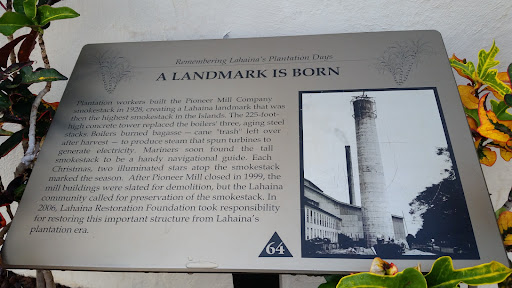 Remembering Lahaina's Plantation Days
A LANDMARK IS BORN
Plantation workers built the Pioneer Mill Company
smokestack in 1928, creating a Lahaina landmark that was
then the highest smokestack in the Islands. The 225-foot-
high concrete tower replaced the boilers' three, aging steel
stacks. Boilers burned bagasse — cane "trash" left over
after harvest — to produce steam that spun turbines to
generate electricity. Mariners soon found the tall
smokestack to be a handy navigational guide. Each
Christmas, two illuminated stars atop the smokestack
marked the season. After Pioneer Mill closed in 1999, the
mill buildings were slated for demolition, but the Lahaina
community called for preservation of the smokestack. In
2006, Lahaina Restoration Foundation took responsibility
for restoring this important structure from Lahaina's
plantation era.
64